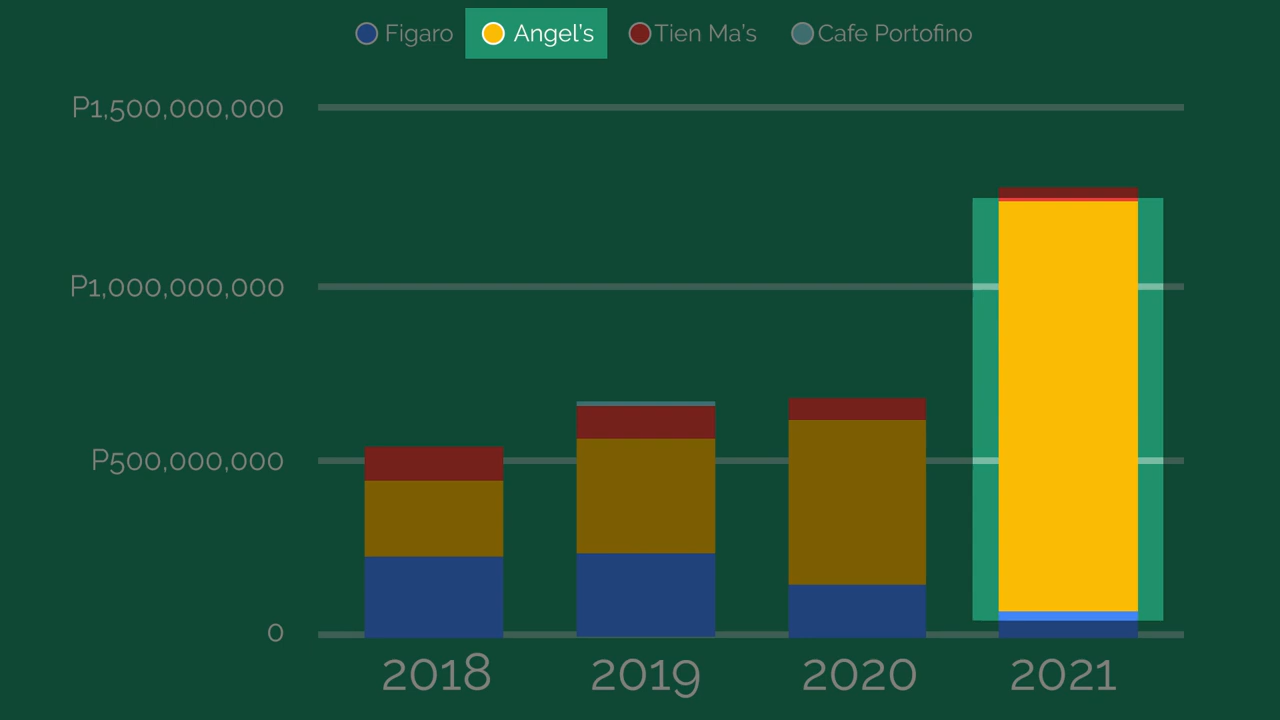 Figaro Angel's Tien Ma's Cafe Portofino
P1,500,000,000
P1,000,000,000
P500,000,000
0
2018 2019 2020 2021